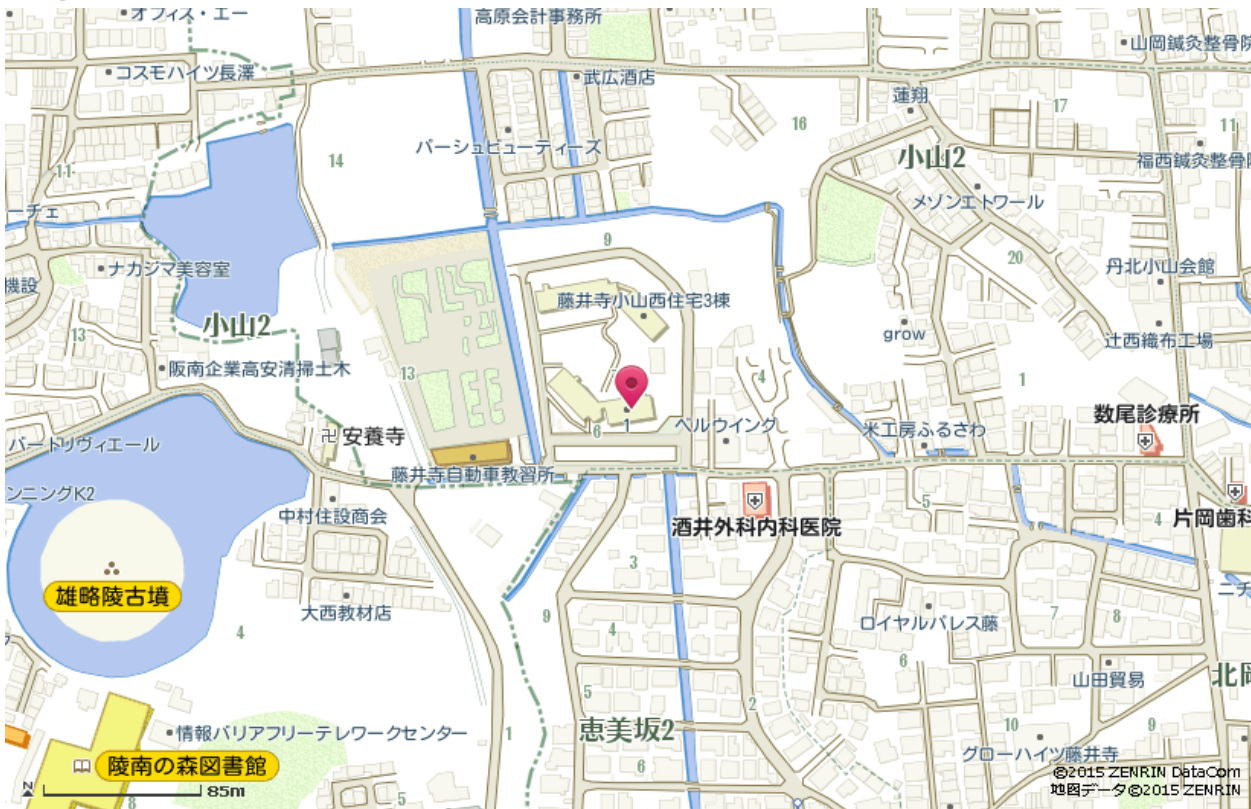 オフィス・エー
高原会計事務所
山岡鍼灸整骨院
コスモハイツ長澤
武広酒店
蓮翔
17
16
11
14
バーシュビューティーズ
小山2
福西鍼灸整骨院
11
ーチェ
メゾンエトワール
9
20
ナカジマ美容室
丹北小山会館
機設
藤井寺小山西住宅3棟
小山2
13
grow
辻西織布工場
阪南企業高安清掃土木
13
7
4
1
数尾診療所
バートリヴィエール
安養寺
6
1
ベルウイング
米工房ふるさわ
藤井寺自動車教習所
ンニングK2
中村住設商会
酒井外科内科医院
5
4
片岡歯科
雄略陵古墳
3
大西教材店
4
9
4
7
8
ロイヤルパレス藤
ニチ
6
山田貿易
北岡
5
2
情報バリアフリーテレワークセンター
1
恵美坂2
10
9
グローハイツ藤井寺
陵南の森図書館
©2015 ZENRIN DataCom
地図データ©2015 ZENRIN
N
85m
8
5
6